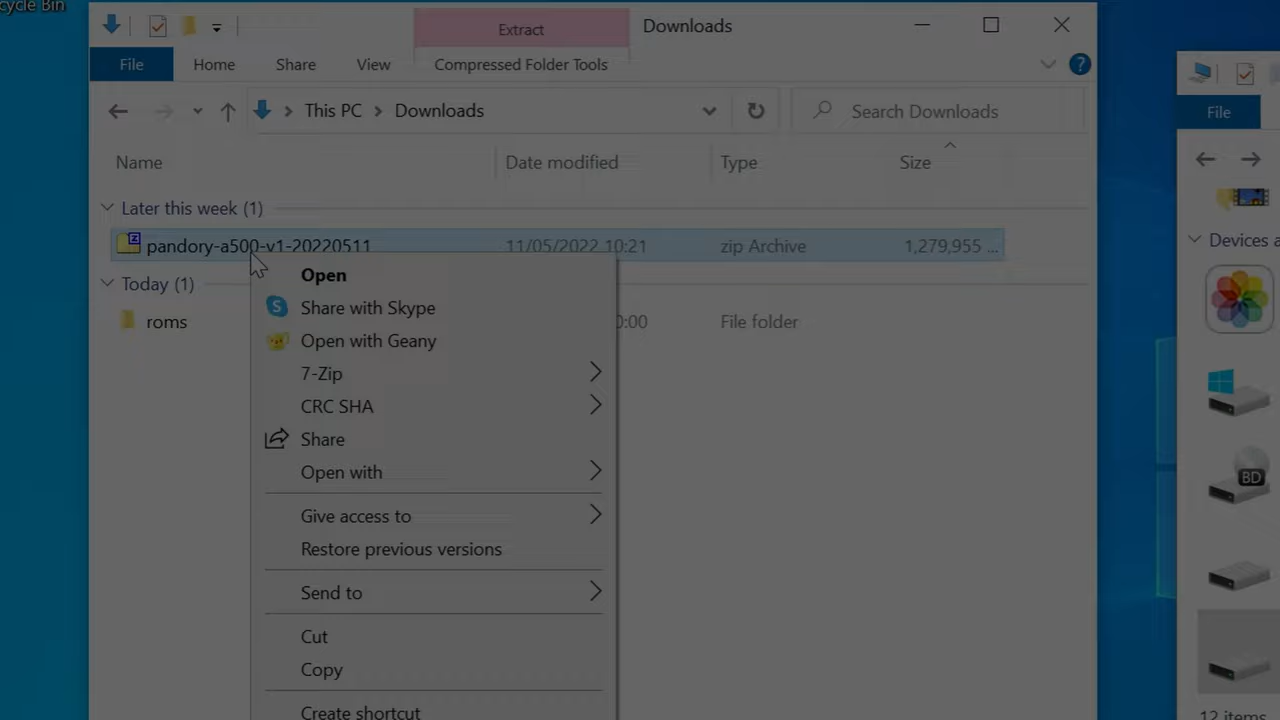 cycle Bin
Extract
Downloads
File
Home
Share
View
Compressed Folder Tools
This PC
Downloads
Search Downloads
File
Name
Date modified
Type
Size
Later this week (1)
pandory-a500-v1-20220511
11/05/2022 10:21
zip Archive
1,279,955 ...
Devices a
Today (1)
roms
0:00
File folder
Open
Share with Skype
Open with Geany
7-Zip
CRC SHA
Share
Open with
BD
Give access to
Restore previous versions
Send to
Cut
Copy
Create shortcut
12 items